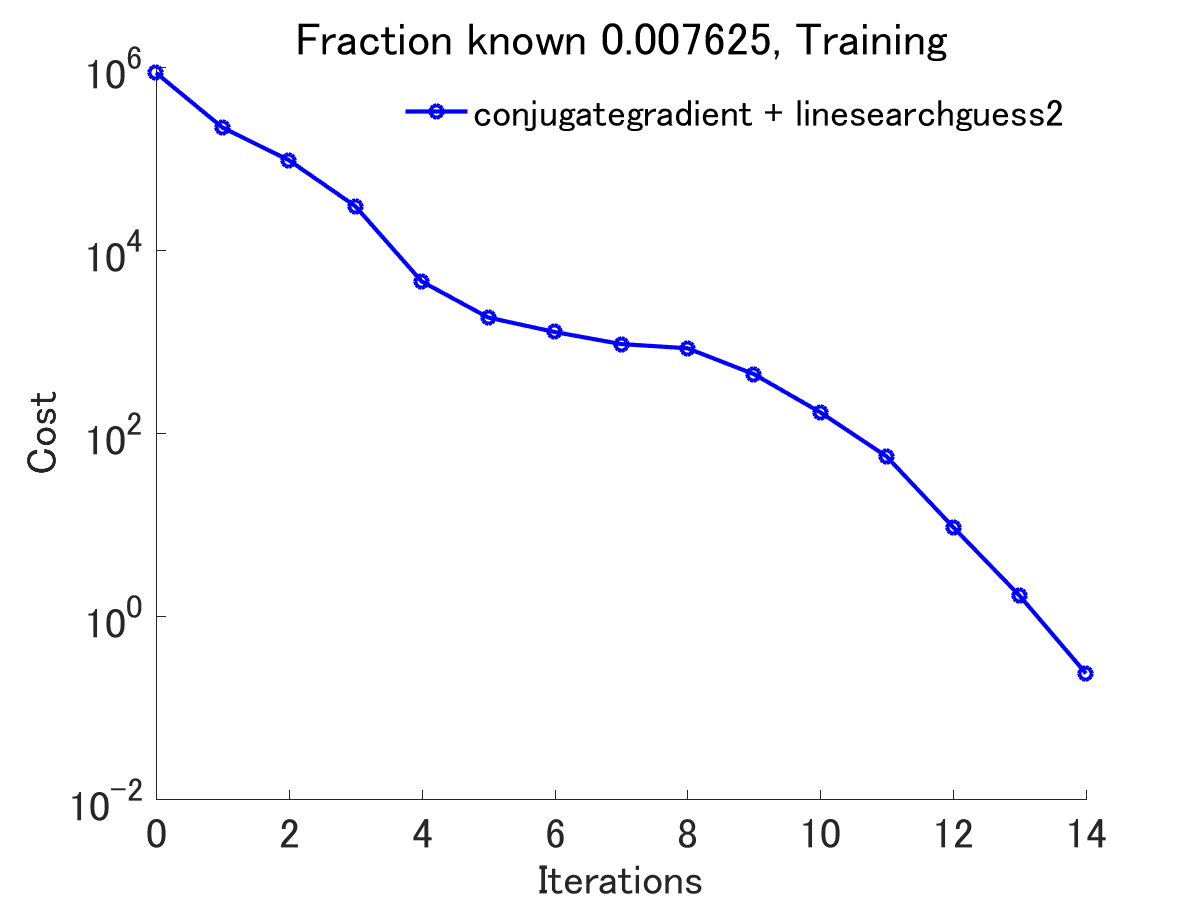 Fraction known 0.007625, Training
conjugategradient + linesearchguess2
10^6
10^4
10^2
10^0
10^-2
Cost
0 2 4 6 8 10 12 14
Iterations